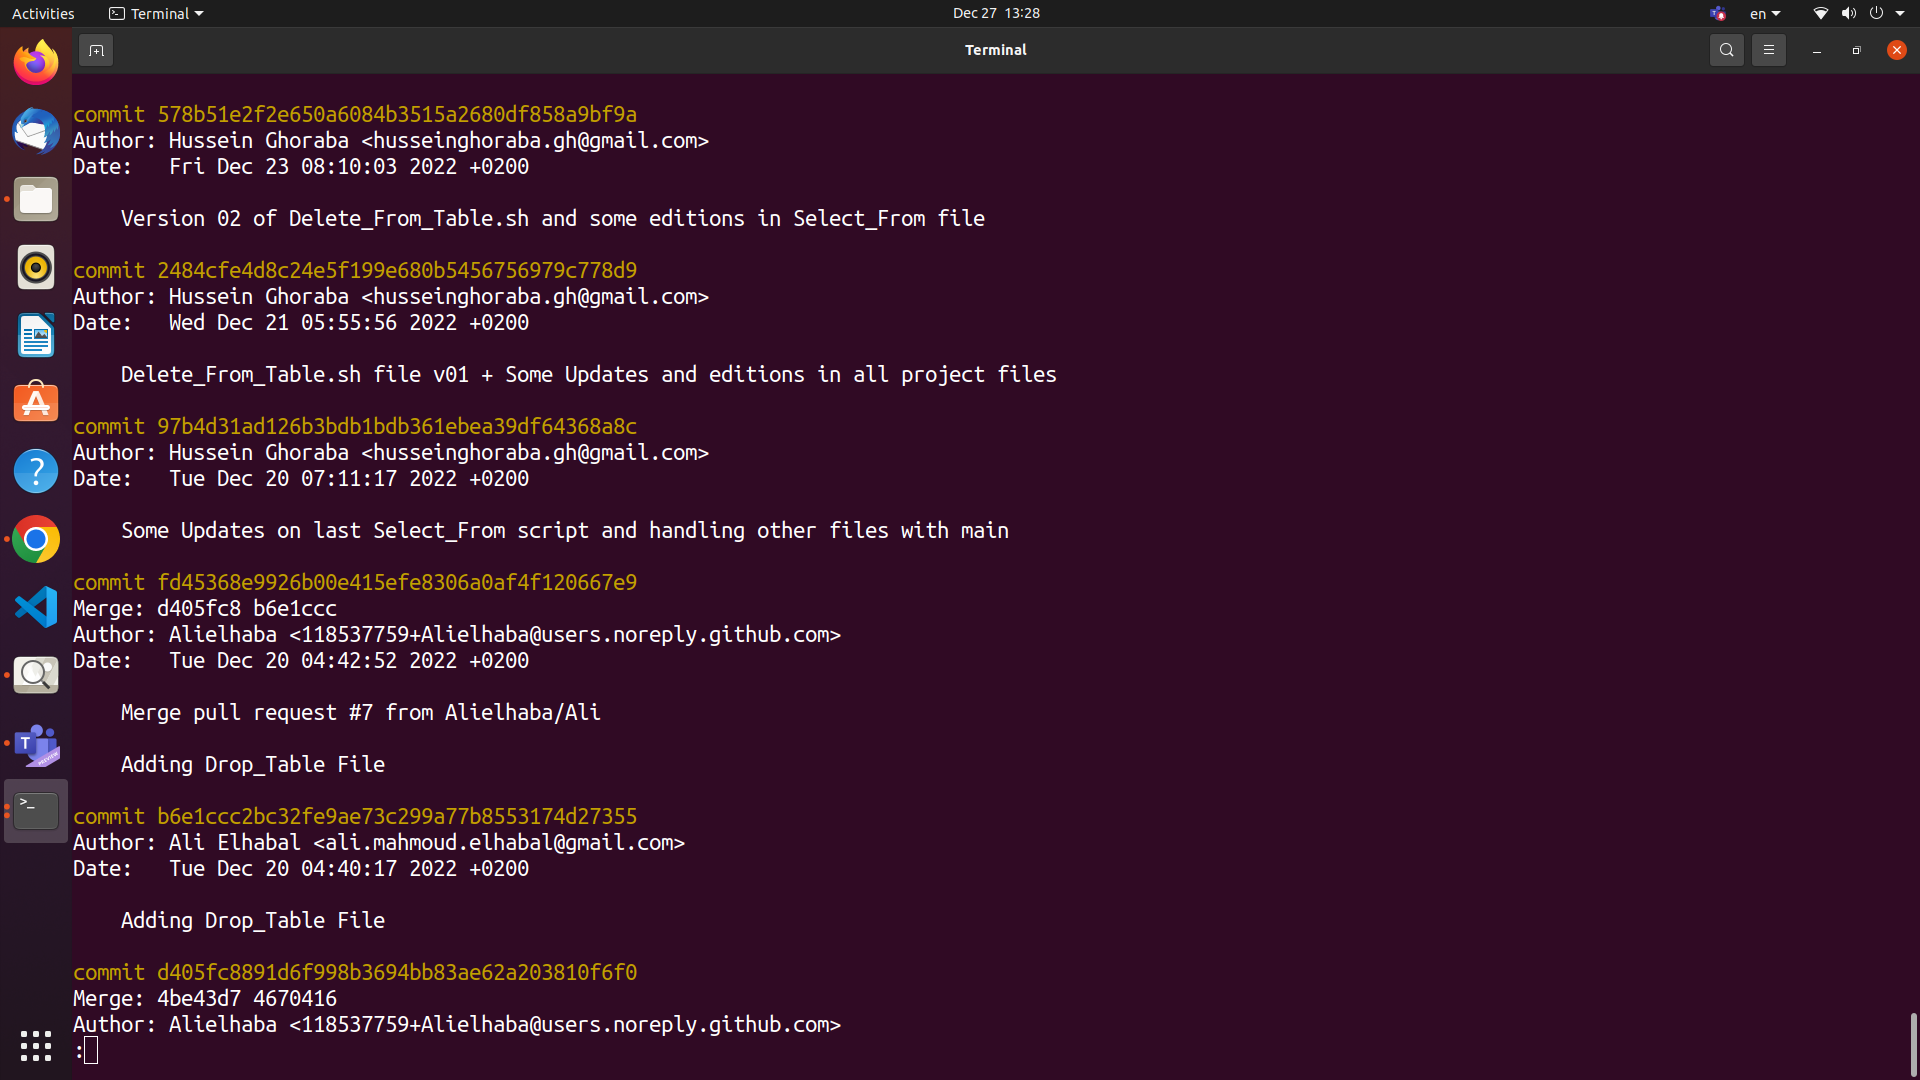 Activities
Terminal
Dec 27 13:28
en
Terminal
commit 578b51e2f2e650a6084b3515a2680df858a9bf9a
Author: Hussein Ghoraba <husseinghoraba.gh@gmail.com>
Date:   Fri Dec 23 08:10:03 2022 +0200
    Version 02 of Delete_From_Table.sh and some editions in Select_From file
commit 2484cfe4d8c24e5f199e680b5456756979c778d9
Author: Hussein Ghoraba <husseinghoraba.gh@gmail.com>
Date:   Wed Dec 21 05:55:56 2022 +0200
    Delete_From_Table.sh file v01 + Some Updates and editions in all project files
commit 97b4d31ad126b3bdb1bdb361ebea39df64368a8c
Author: Hussein Ghoraba <husseinghoraba.gh@gmail.com>
Date:   Tue Dec 20 07:11:17 2022 +0200
    Some Updates on last Select_From script and handling other files with main
commit fd45368e9926b00e415efe8306a0af4f120667e9
Merge: d405fc8 b6e1ccc
Author: Alielhaba <118537759+Alielhaba@users.noreply.github.com>
Date:   Tue Dec 20 04:42:52 2022 +0200
    Merge pull request #7 from Alielhaba/Ali
    Adding Drop_Table File
commit b6e1ccc2bc32fe9ae73c299a77b8553174d27355
Author: Ali Elhabal <ali.mahmoud.elhabal@gmail.com>
Date:   Tue Dec 20 04:40:17 2022 +0200
    Adding Drop_Table File
commit d405fc8891d6f998b3694bb83ae62a203810f6f0
Merge: 4be43d7 4670416
Author: Alielhaba <118537759+Alielhaba@users.noreply.github.com>
: